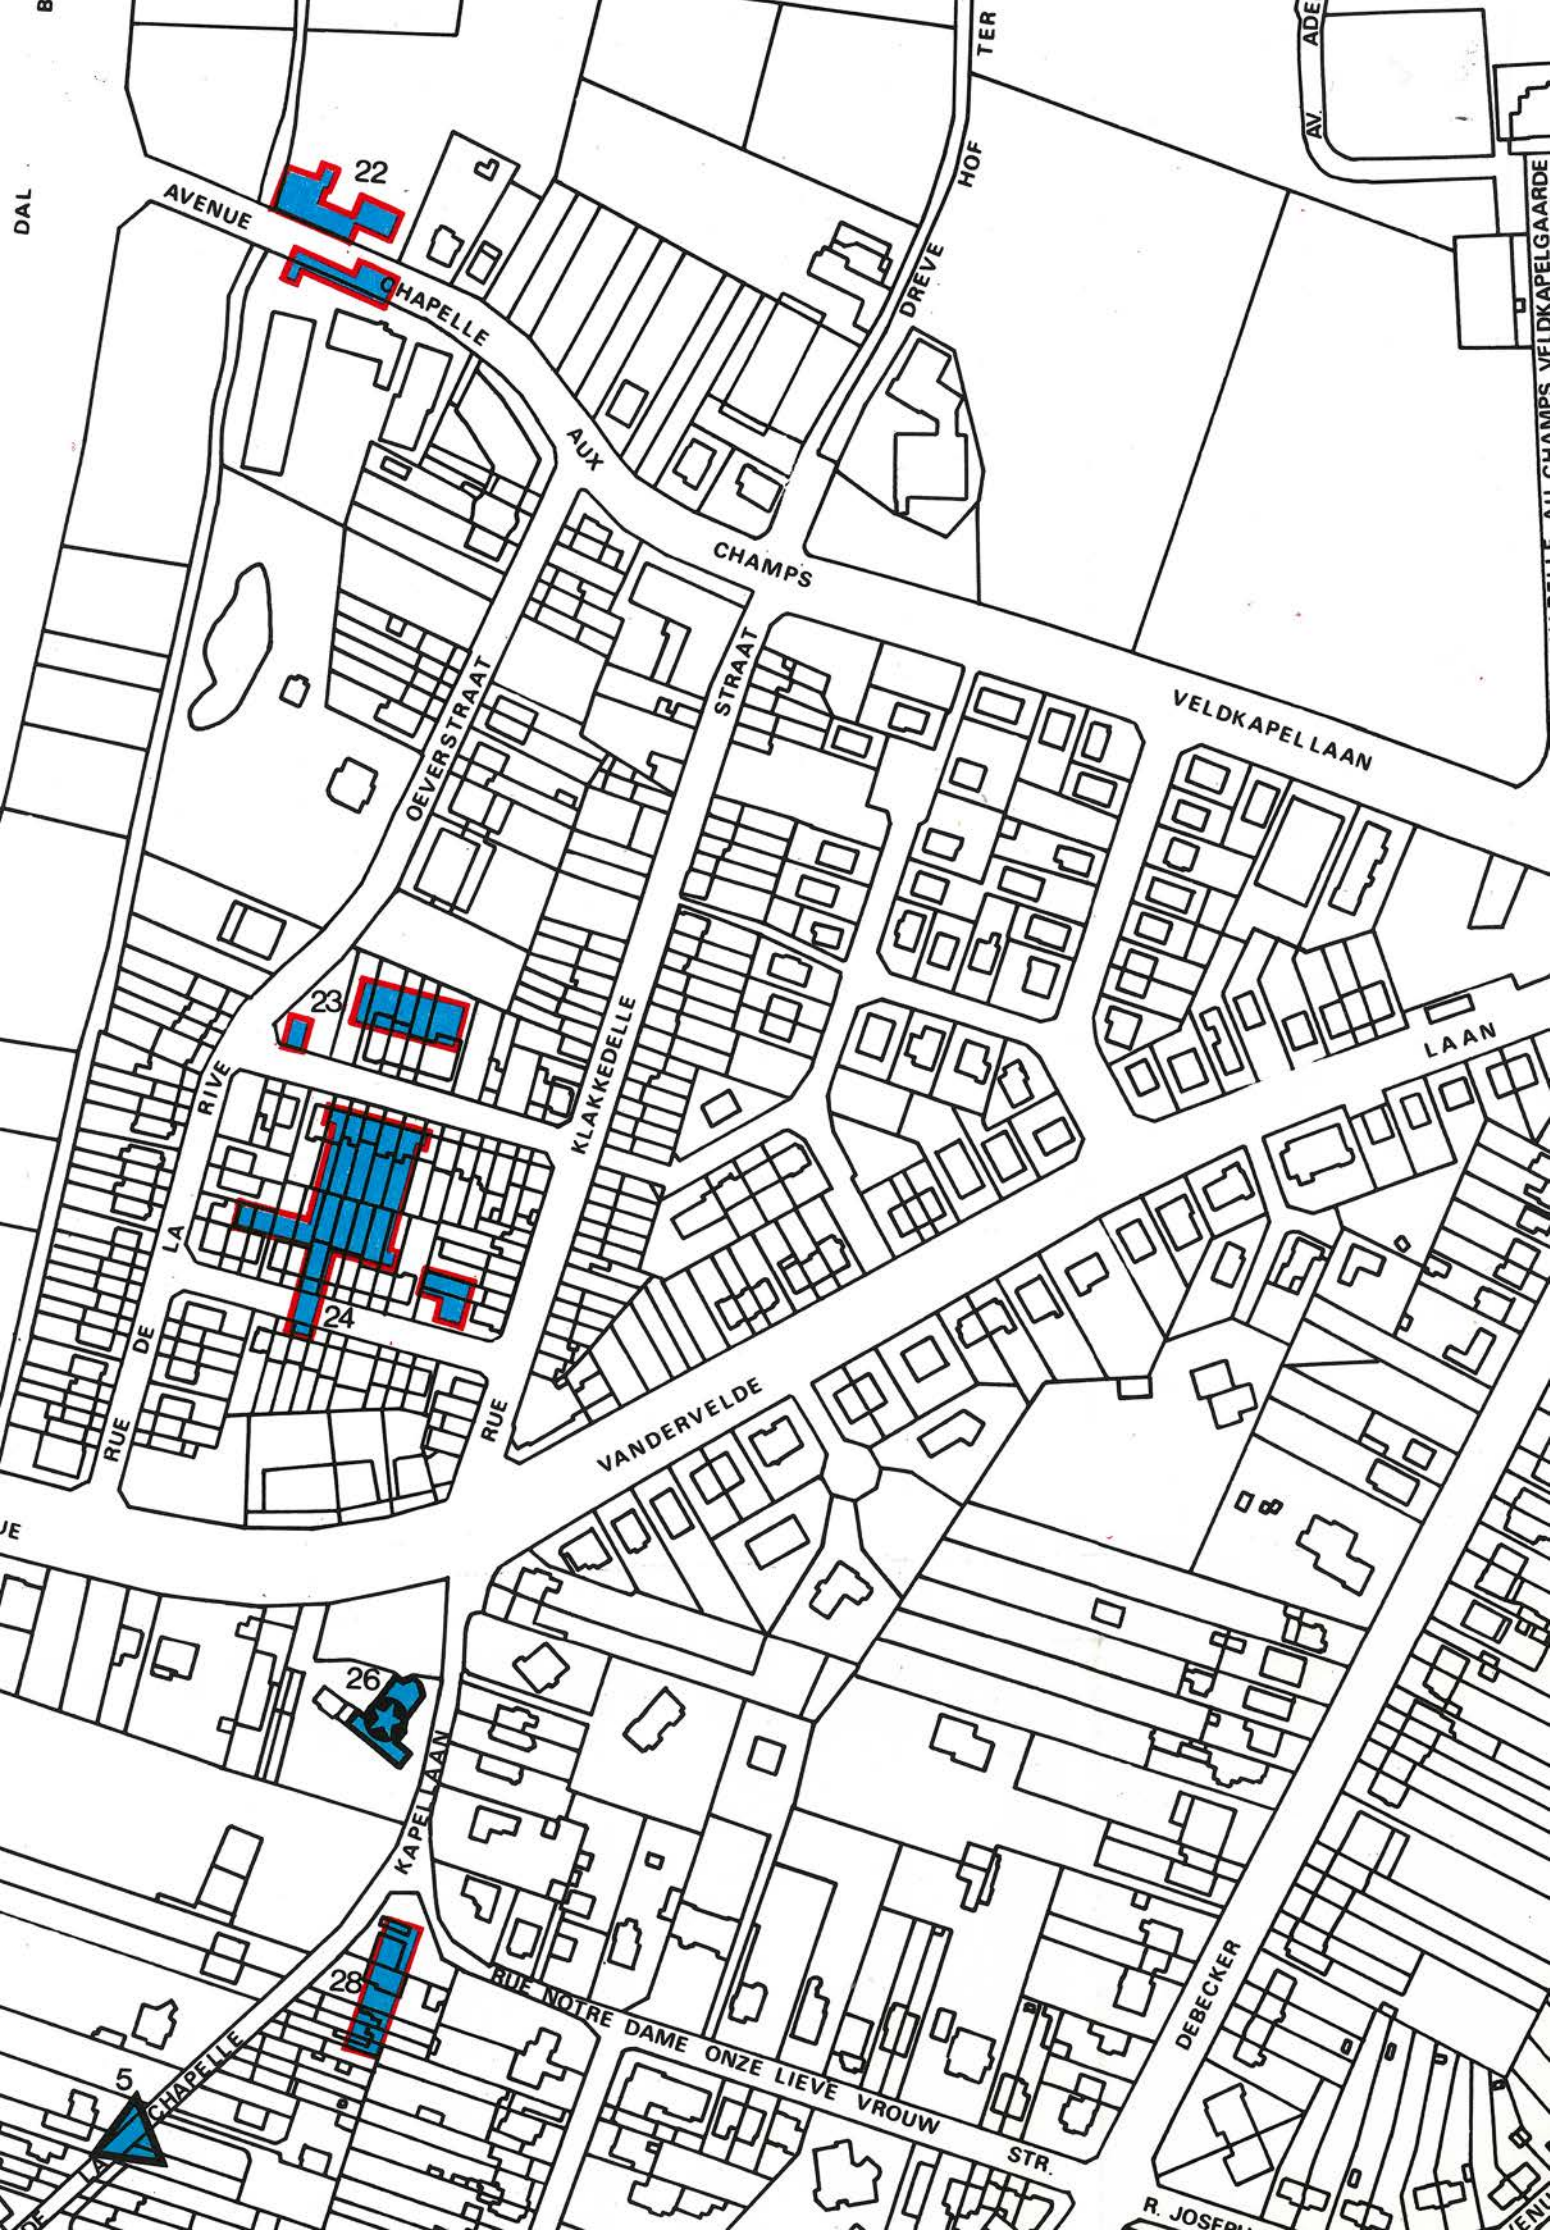 DAL
AVENUE
CHAPELLE
AUX
CHAMPS
VELDKAPELLAAN
22
DREVE
HOF
TER
AV. ADE
VELDKAPELGAARDE
OEVERSTRAAT
RUE
DE
LA
RIVE
RUE
KLAKKEDELLE
STRAAT
23
24
VANDERVELDE
LAAN
26
KAPELLAAN
28
RUE NOTRE DAME ONZE LIEVE VROUW STR.
DEBECKER
5
CHAPELLE
LA
DE
R.